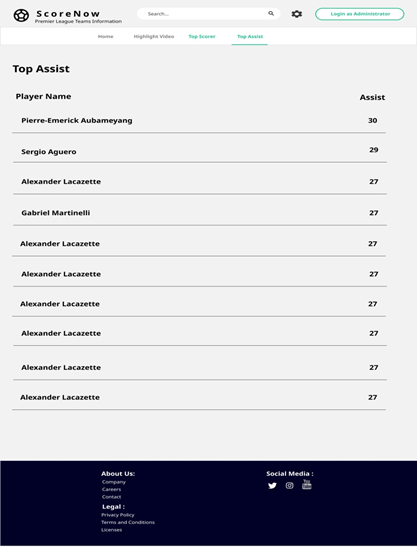 ScoreNow
Premier League Teams Information
Search...
Login as Administrator
Home Highlight Video Top Scorer Top Assist
Top Assist
Player Name Assist
Pierre-Emerick Aubameyang 30
Sergio Aguero 29
Alexander Lacazette 27
Gabriel Martinelli 27
Alexander Lacazette 27
Alexander Lacazette 27
Alexander Lacazette 27
Alexander Lacazette 27
Alexander Lacazette 27
Alexander Lacazette 27
About Us:
Company
Careers
Contact
Legal :
Privacy Policy
Terms and Conditions
Licenses
Social Media :
You
Tube